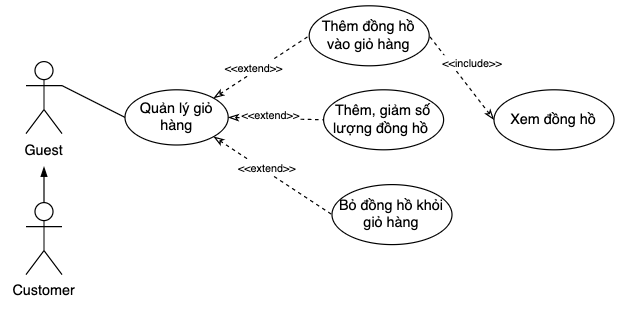 Thêm đồng hồ
vào giỏ hàng
<<extend>>
<<include>>
Quản lý giỏ
hàng
<<extend>>
Thêm, giảm số
lượng đồng hồ
Xem đồng hồ
Guest
<<extend>>
Bỏ đồng hồ khỏi
giỏ hàng
Customer